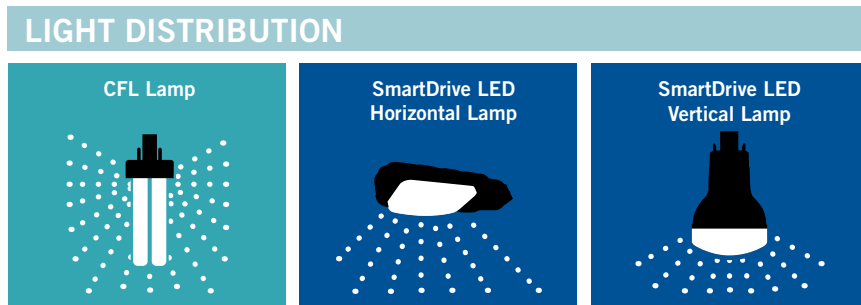 LIGHT DISTRIBUTION
CFL Lamp
SmartDrive LED
Horizontal Lamp
SmartDrive LED
Vertical Lamp